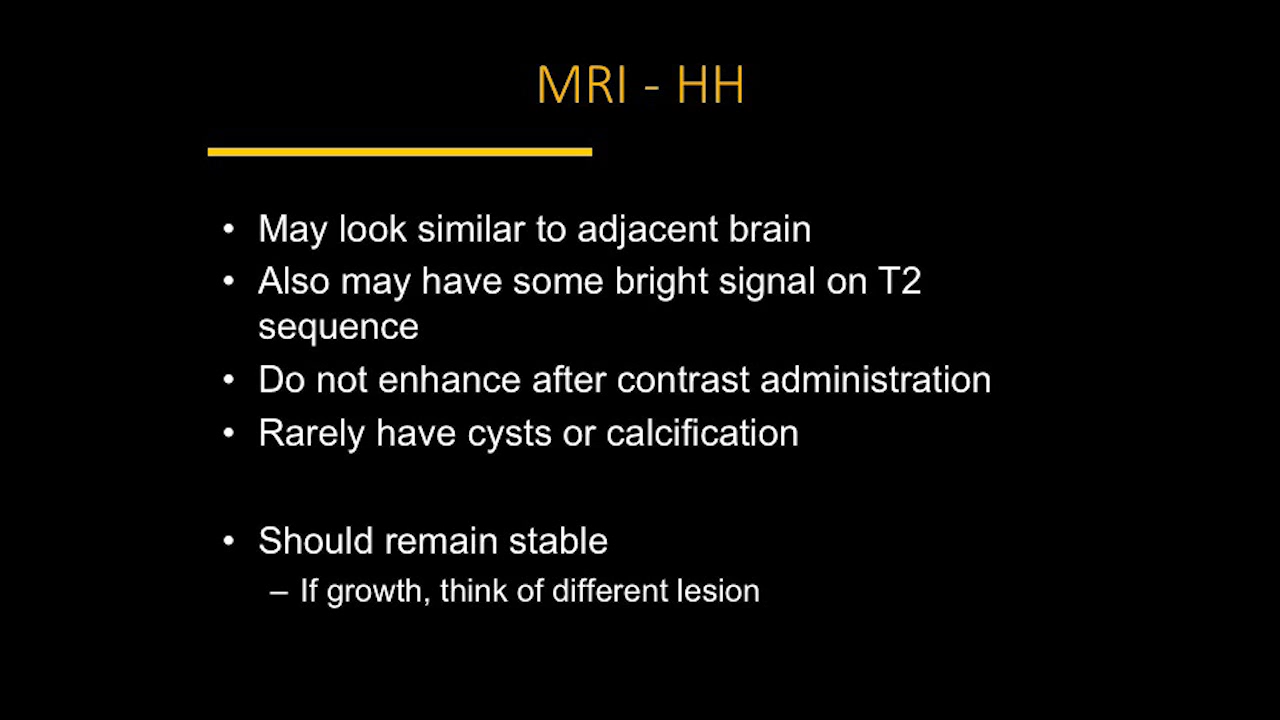 MRI - HH
• May look similar to adjacent brain
• Also may have some bright signal on T2
sequence
• Do not enhance after contrast administration
• Rarely have cysts or calcification
• Should remain stable
– If growth, think of different lesion